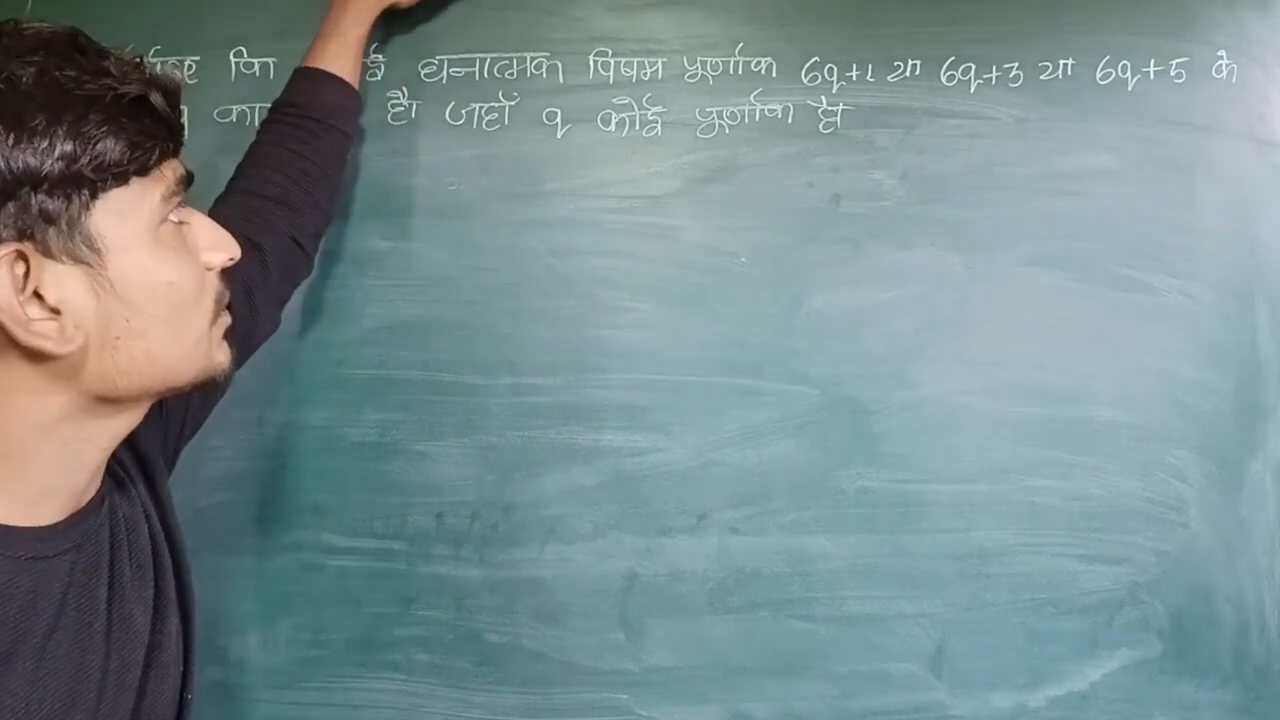 कि ई धनात्मक विषम पूर्णांक 6q+1 या 6q+3 या 6q+5 के
का है। जहाँ q कोई पूर्णांक है।